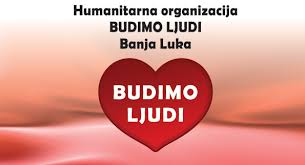 Humanitarna organizacija
BUDIMO LJUDI
Banja Luka
BUDIMO
LJUDI